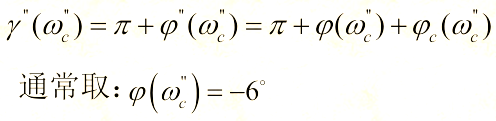 γ"(ω"c) = π + φ"(ω"c) = π + φ(ω"c) + φc(ω"c)
通常取：φ(ω"c) = −6°